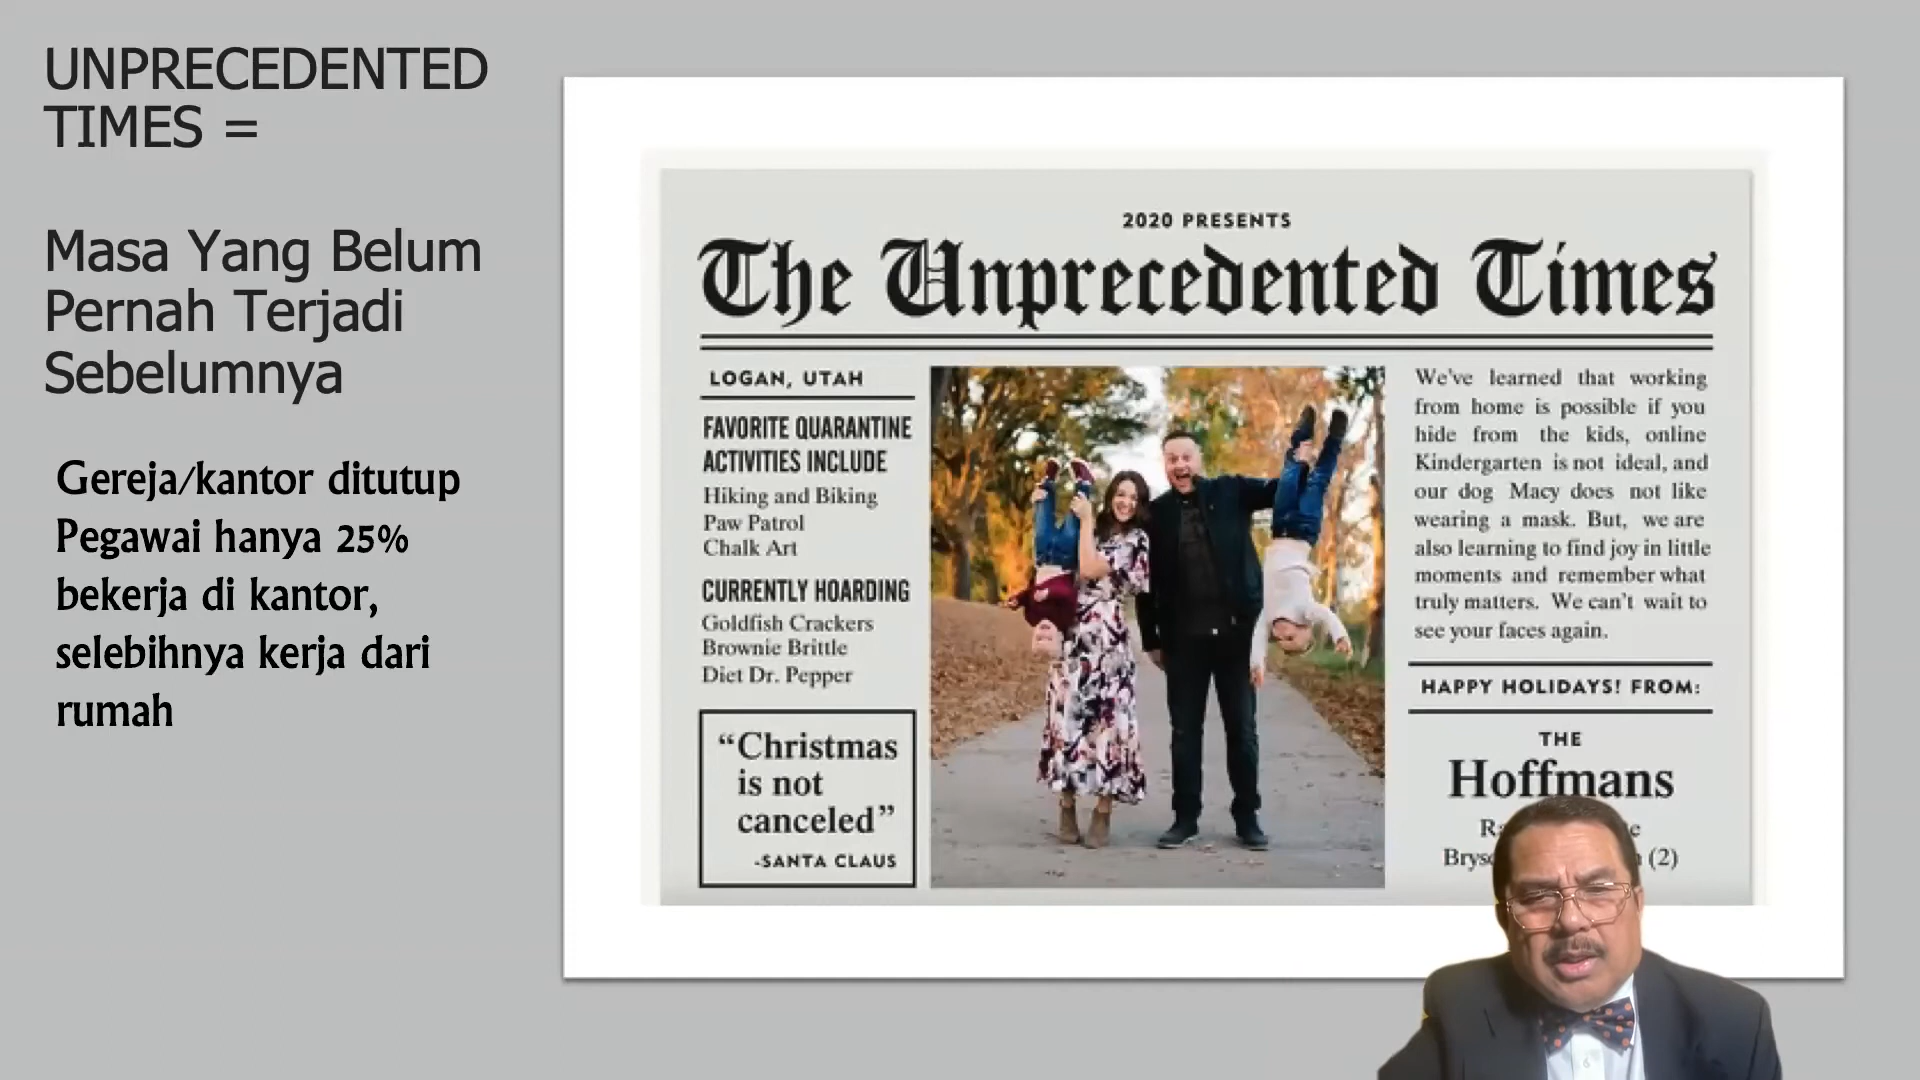 UNPRECEDENTED
TIMES =
Masa Yang Belum
Pernah Terjadi
Sebelumnya
Gereja/kantor ditutup
Pegawai hanya 25%
bekerja di kantor,
selebihnya kerja dari
rumah
2020 PRESENTS
The Unprecedented Times
LOGAN, UTAH
FAVORITE QUARANTINE
ACTIVITIES INCLUDE
Hiking and Biking
Paw Patrol
Chalk Art
CURRENTLY HOARDING
Goldfish Crackers
Brownie Brittle
Diet Dr. Pepper
“Christmas
is not
canceled”
-SANTA CLAUS
We've learned that working
from home is possible if you
hide from the kids, online
Kindergarten is not ideal, and
our dog Macy does not like
wearing a mask. But, we are
also learning to find joy in little
moments and remember what
truly matters. We can't wait to
see your faces again.
HAPPY HOLIDAYS! FROM:
THE
Hoffmans
(2)